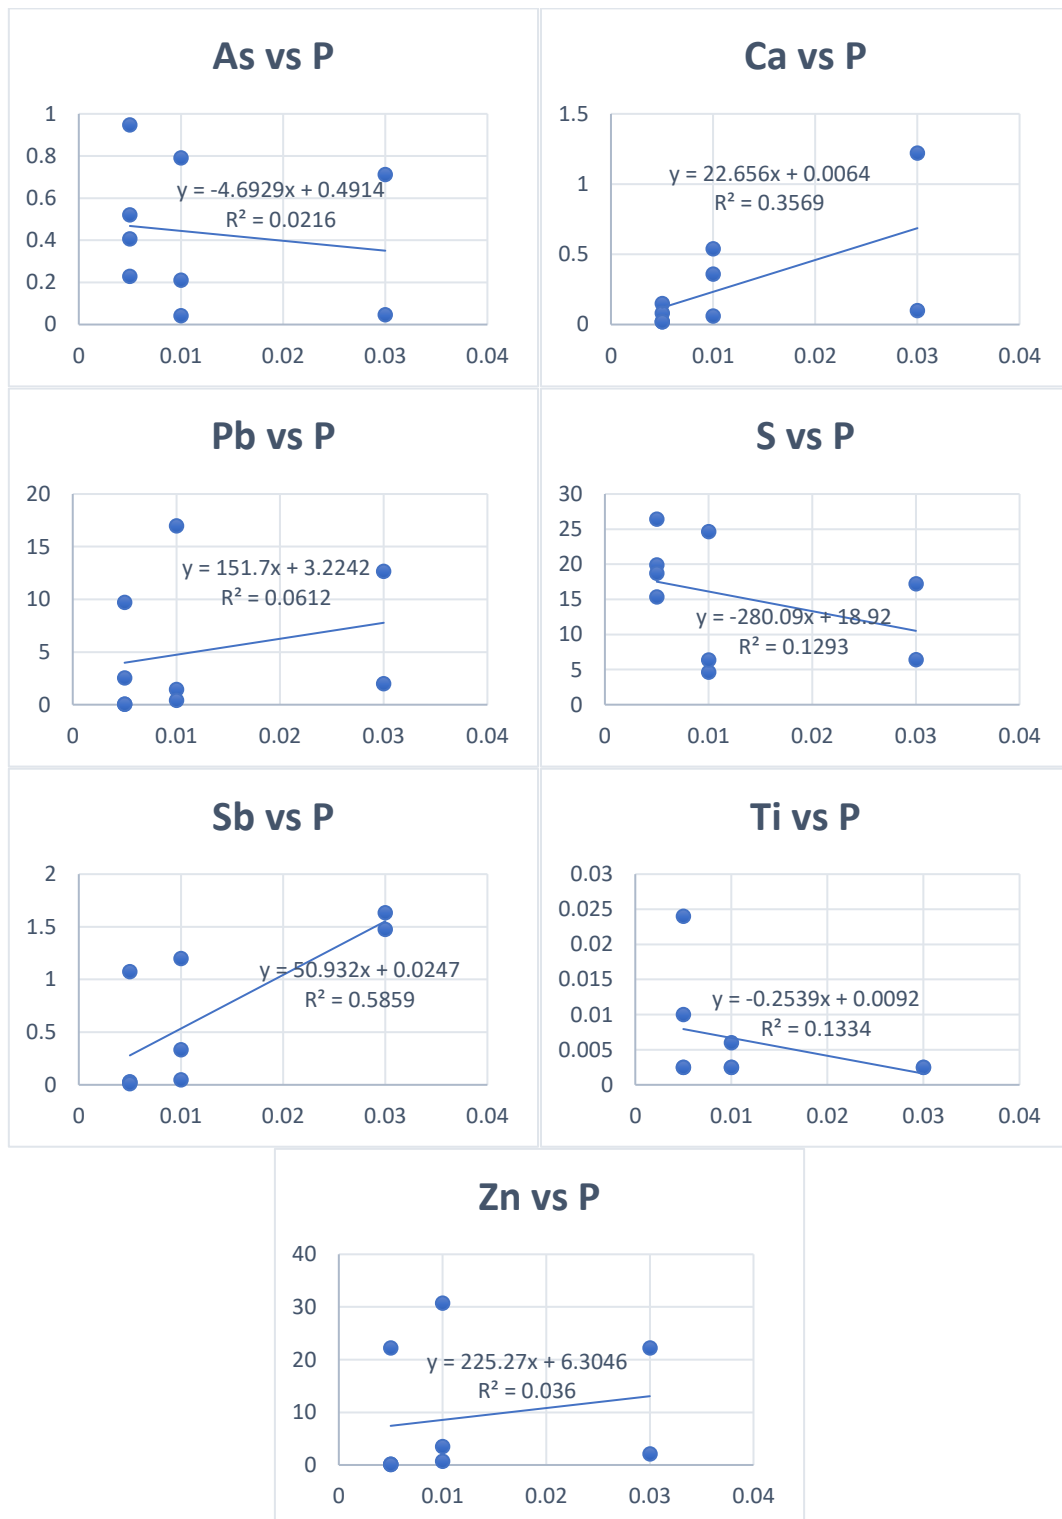 As vs P
1
0.8
0.6
0.4
0.2
0
y = -4.6929x + 0.4914
R² = 0.0216
0 0.01 0.02 0.03 0.04
Ca vs P
1.5
1
0.5
0
y = 22.656x + 0.0064
R² = 0.3569
0 0.01 0.02 0.03 0.04
Pb vs P
20
15
10
5
0
y = 151.7x + 3.2242
R² = 0.0612
0 0.01 0.02 0.03 0.04
S vs P
30
25
20
15
10
5
0
y = -280.09x + 18.92
R² = 0.1293
0 0.01 0.02 0.03 0.04
Sb vs P
2
1.5
1
0.5
0
y = 50.932x + 0.0247
R² = 0.5859
0 0.01 0.02 0.03 0.04
Ti vs P
0.03
0.025
0.02
0.015
0.01
0.005
0
y = -0.2539x + 0.0092
R² = 0.1334
0 0.01 0.02 0.03 0.04
Zn vs P
40
30
20
10
0
y = 225.27x + 6.3046
R² = 0.036
0 0.01 0.02 0.03 0.04